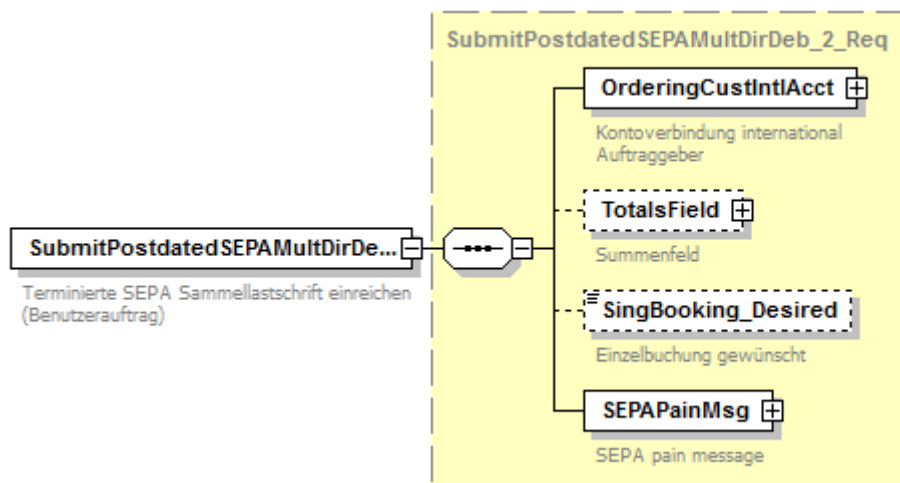 SubmitPostdatedSEPAMultDirDeb_2_Req
OrderingCustIntlAcct
Kontoverbindung international
Auftraggeber
TotalsField
Summenfeld
SubmitPostdatedSEPAMultDirDe...
Terminierte SEPA Sammellastschrift einreichen
(Benutzerauftrag)
SingBooking_Desired
Einzelbuchung gewünscht
SEPAPainMsg
SEPA pain message